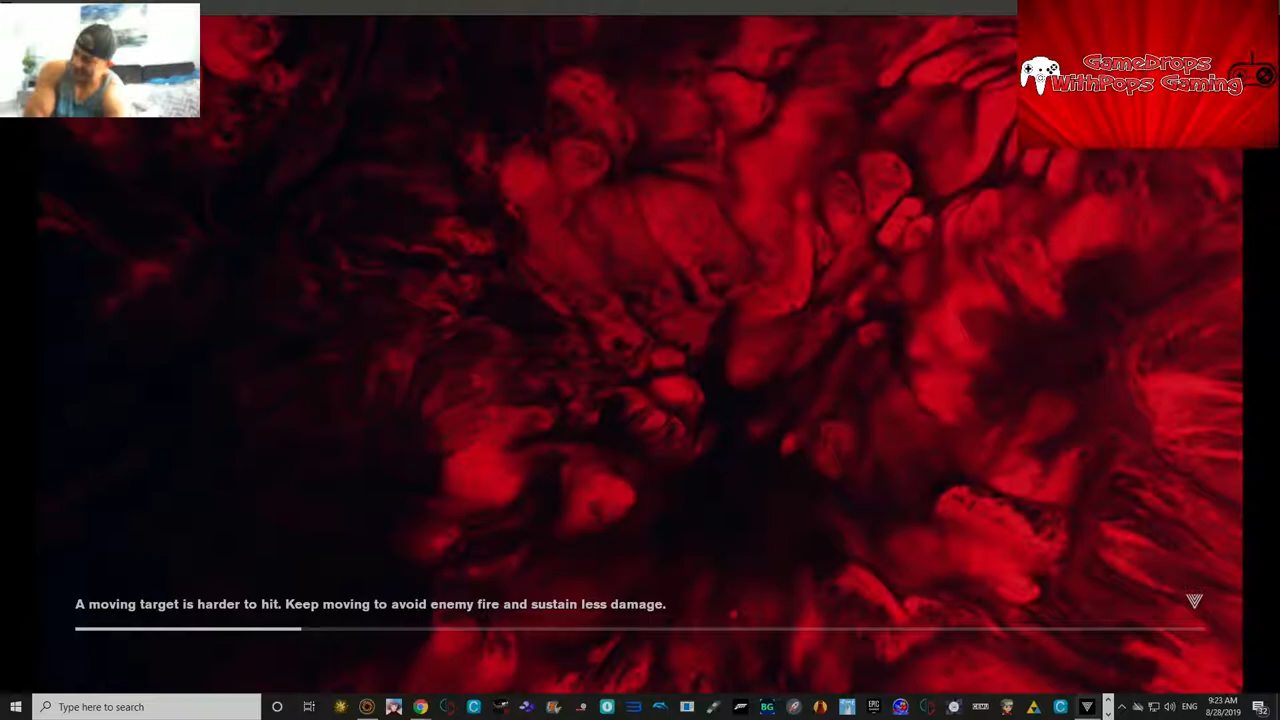 GameDrops
WithPops Gaming
A moving target is harder to hit. Keep moving to avoid enemy fire and sustain less damage.
Type here to search
ENG
9:23 AM
8/28/2019
32